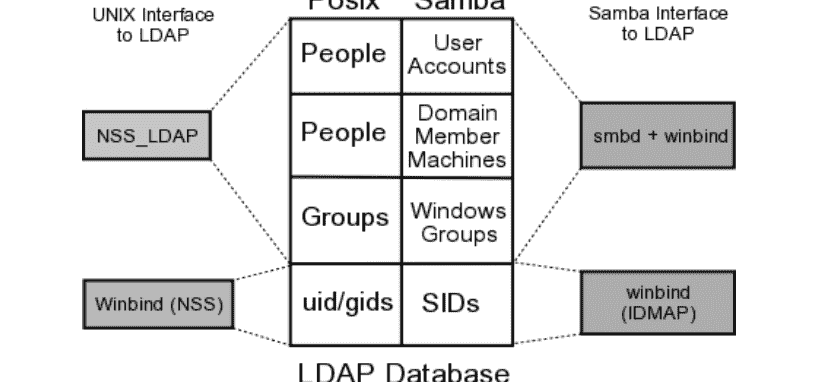 Posix Samba
UNIX Interface
to LDAP
Samba Interface
to LDAP
People
User
Accounts
NSS_LDAP
People
Domain
Member
Machines
smbd + winbind
Groups
Windows
Groups
Winbind (NSS)
uid/gids
SIDs
winbind
(IDMAP)
LDAP Database